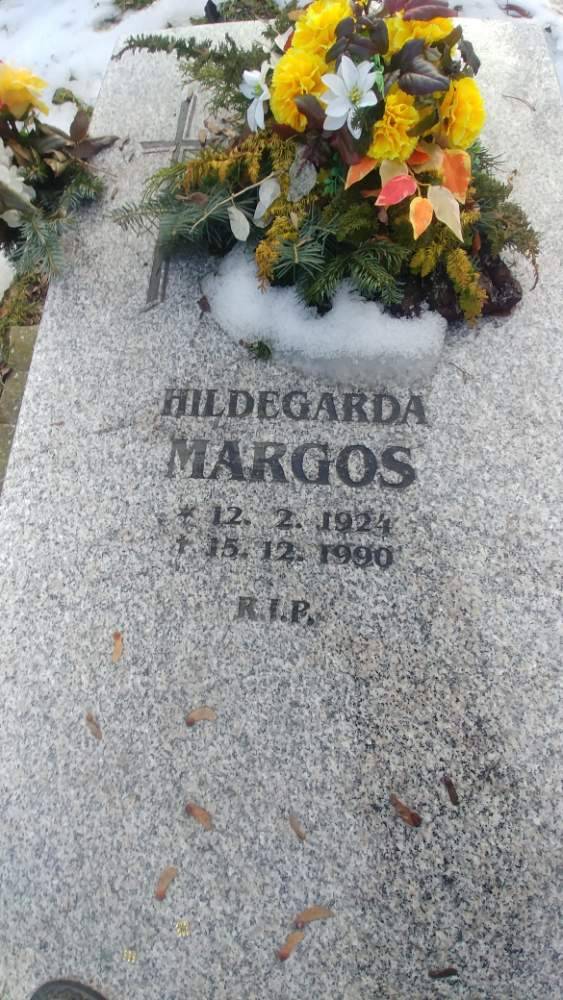 HILDEGARDA
MARGOS
* 12. 2. 1924
† 15. 12. 1990
R.I.P.